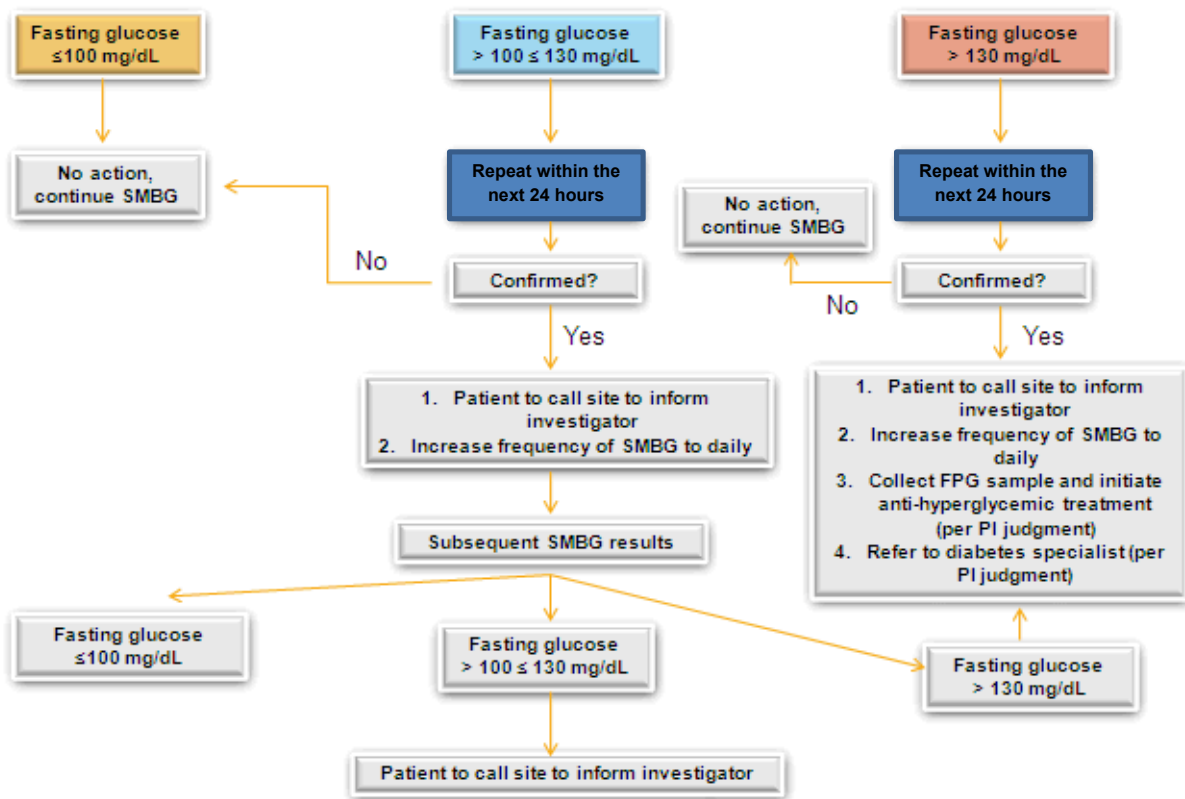 Fasting glucose
≤100 mg/dL
Fasting glucose
> 100 ≤ 130 mg/dL
Fasting glucose
> 130 mg/dL
No action,
continue SMBG
Repeat within the
next 24 hours
No action,
continue SMBG
Repeat within the
next 24 hours
No
Confirmed?
No
Confirmed?
Yes
Yes
1. Patient to call site to inform
investigator
2. Increase frequency of SMBG to daily
1. Patient to call site to inform
investigator
2. Increase frequency of SMBG to
daily
3. Collect FPG sample and initiate
anti-hyperglycemic treatment
(per PI judgment)
4. Refer to diabetes specialist (per
PI judgment)
Subsequent SMBG results
Fasting glucose
≤100 mg/dL
Fasting glucose
> 100 ≤ 130 mg/dL
Fasting glucose
> 130 mg/dL
Patient to call site to inform investigator